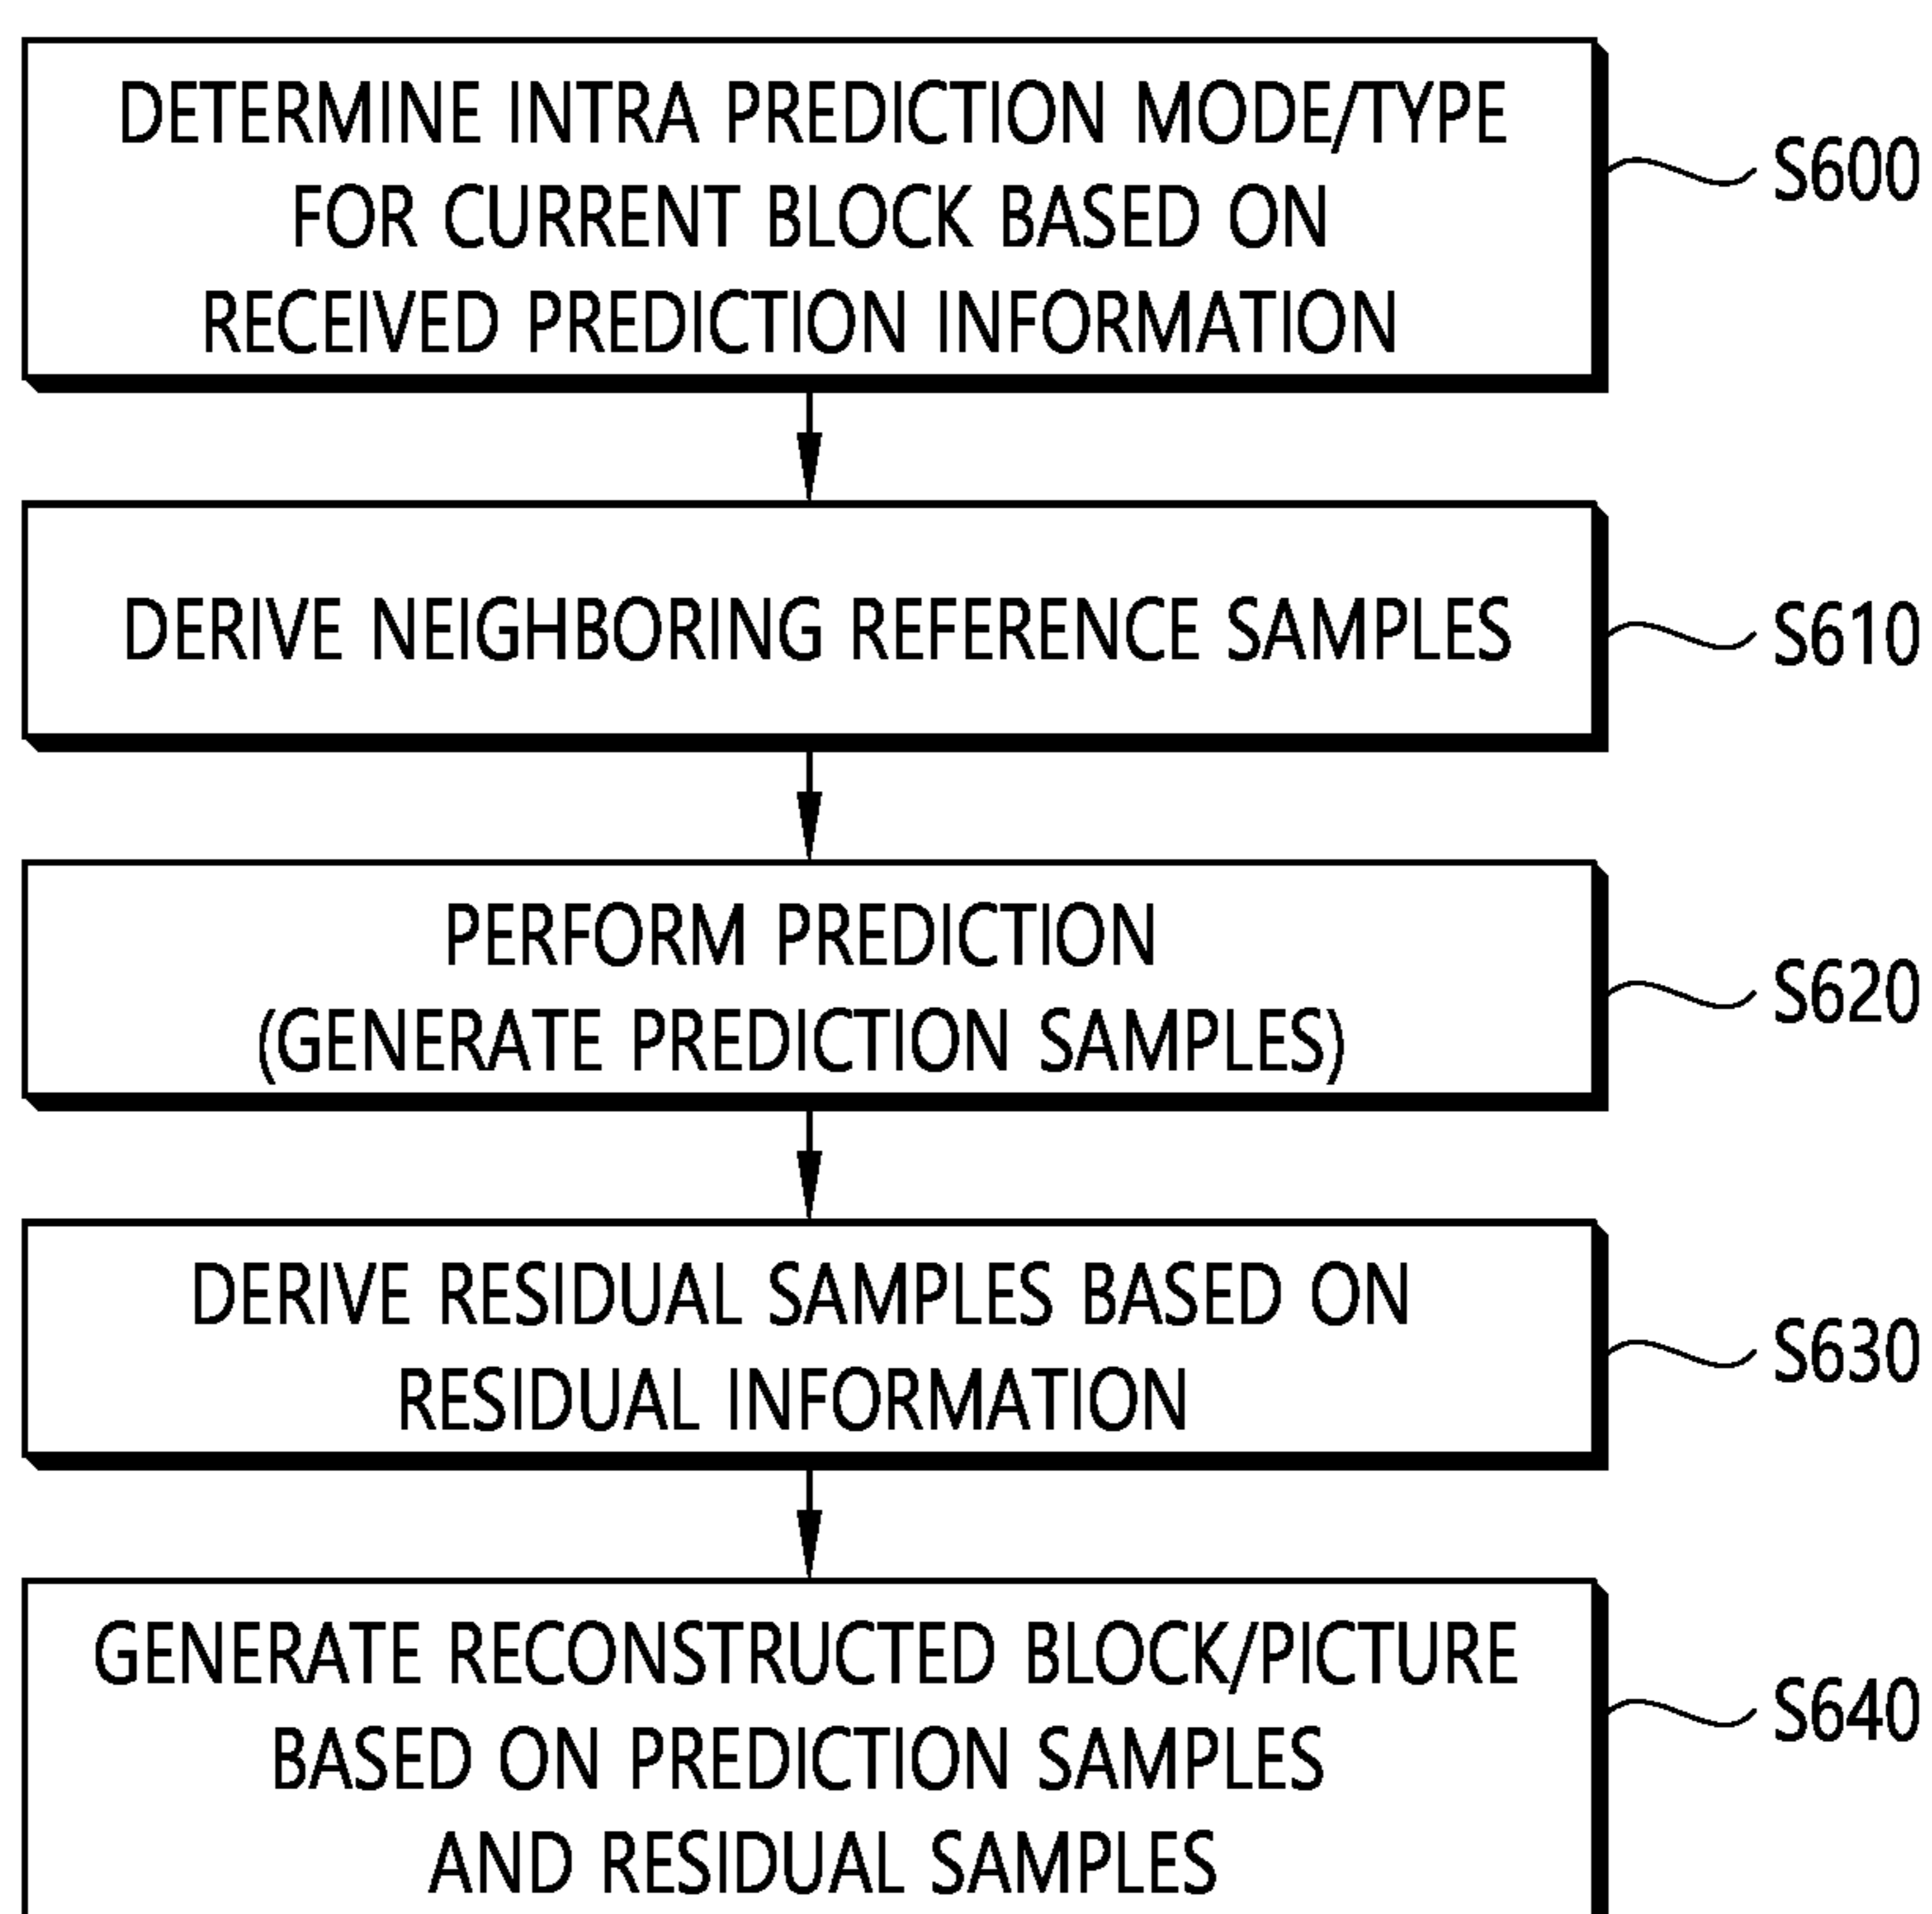 DETERMINE INTRA PREDICTION MODE/TYPE
FOR CURRENT BLOCK BASED ON
RECEIVED PREDICTION INFORMATION
S600
DERIVE NEIGHBORING REFERENCE SAMPLES
S610
PERFORM PREDICTION
(GENERATE PREDICTION SAMPLES)
S620
DERIVE RESIDUAL SAMPLES BASED ON
RESIDUAL INFORMATION
S630
GENERATE RECONSTRUCTED BLOCK/PICTURE
BASED ON PREDICTION SAMPLES
AND RESIDUAL SAMPLES
S640